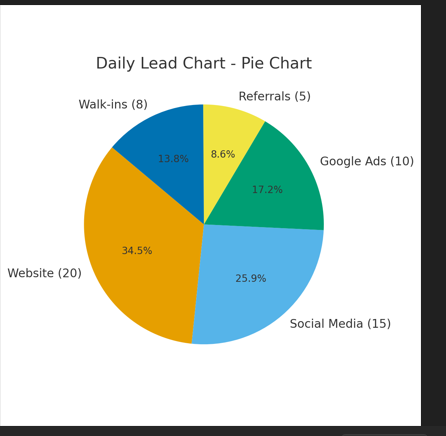 Daily Lead Chart - Pie Chart
Walk-ins (8)
Referrals (5)
Google Ads (10)
Website (20)
Social Media (15)
13.8%
8.6%
17.2%
34.5%
25.9%